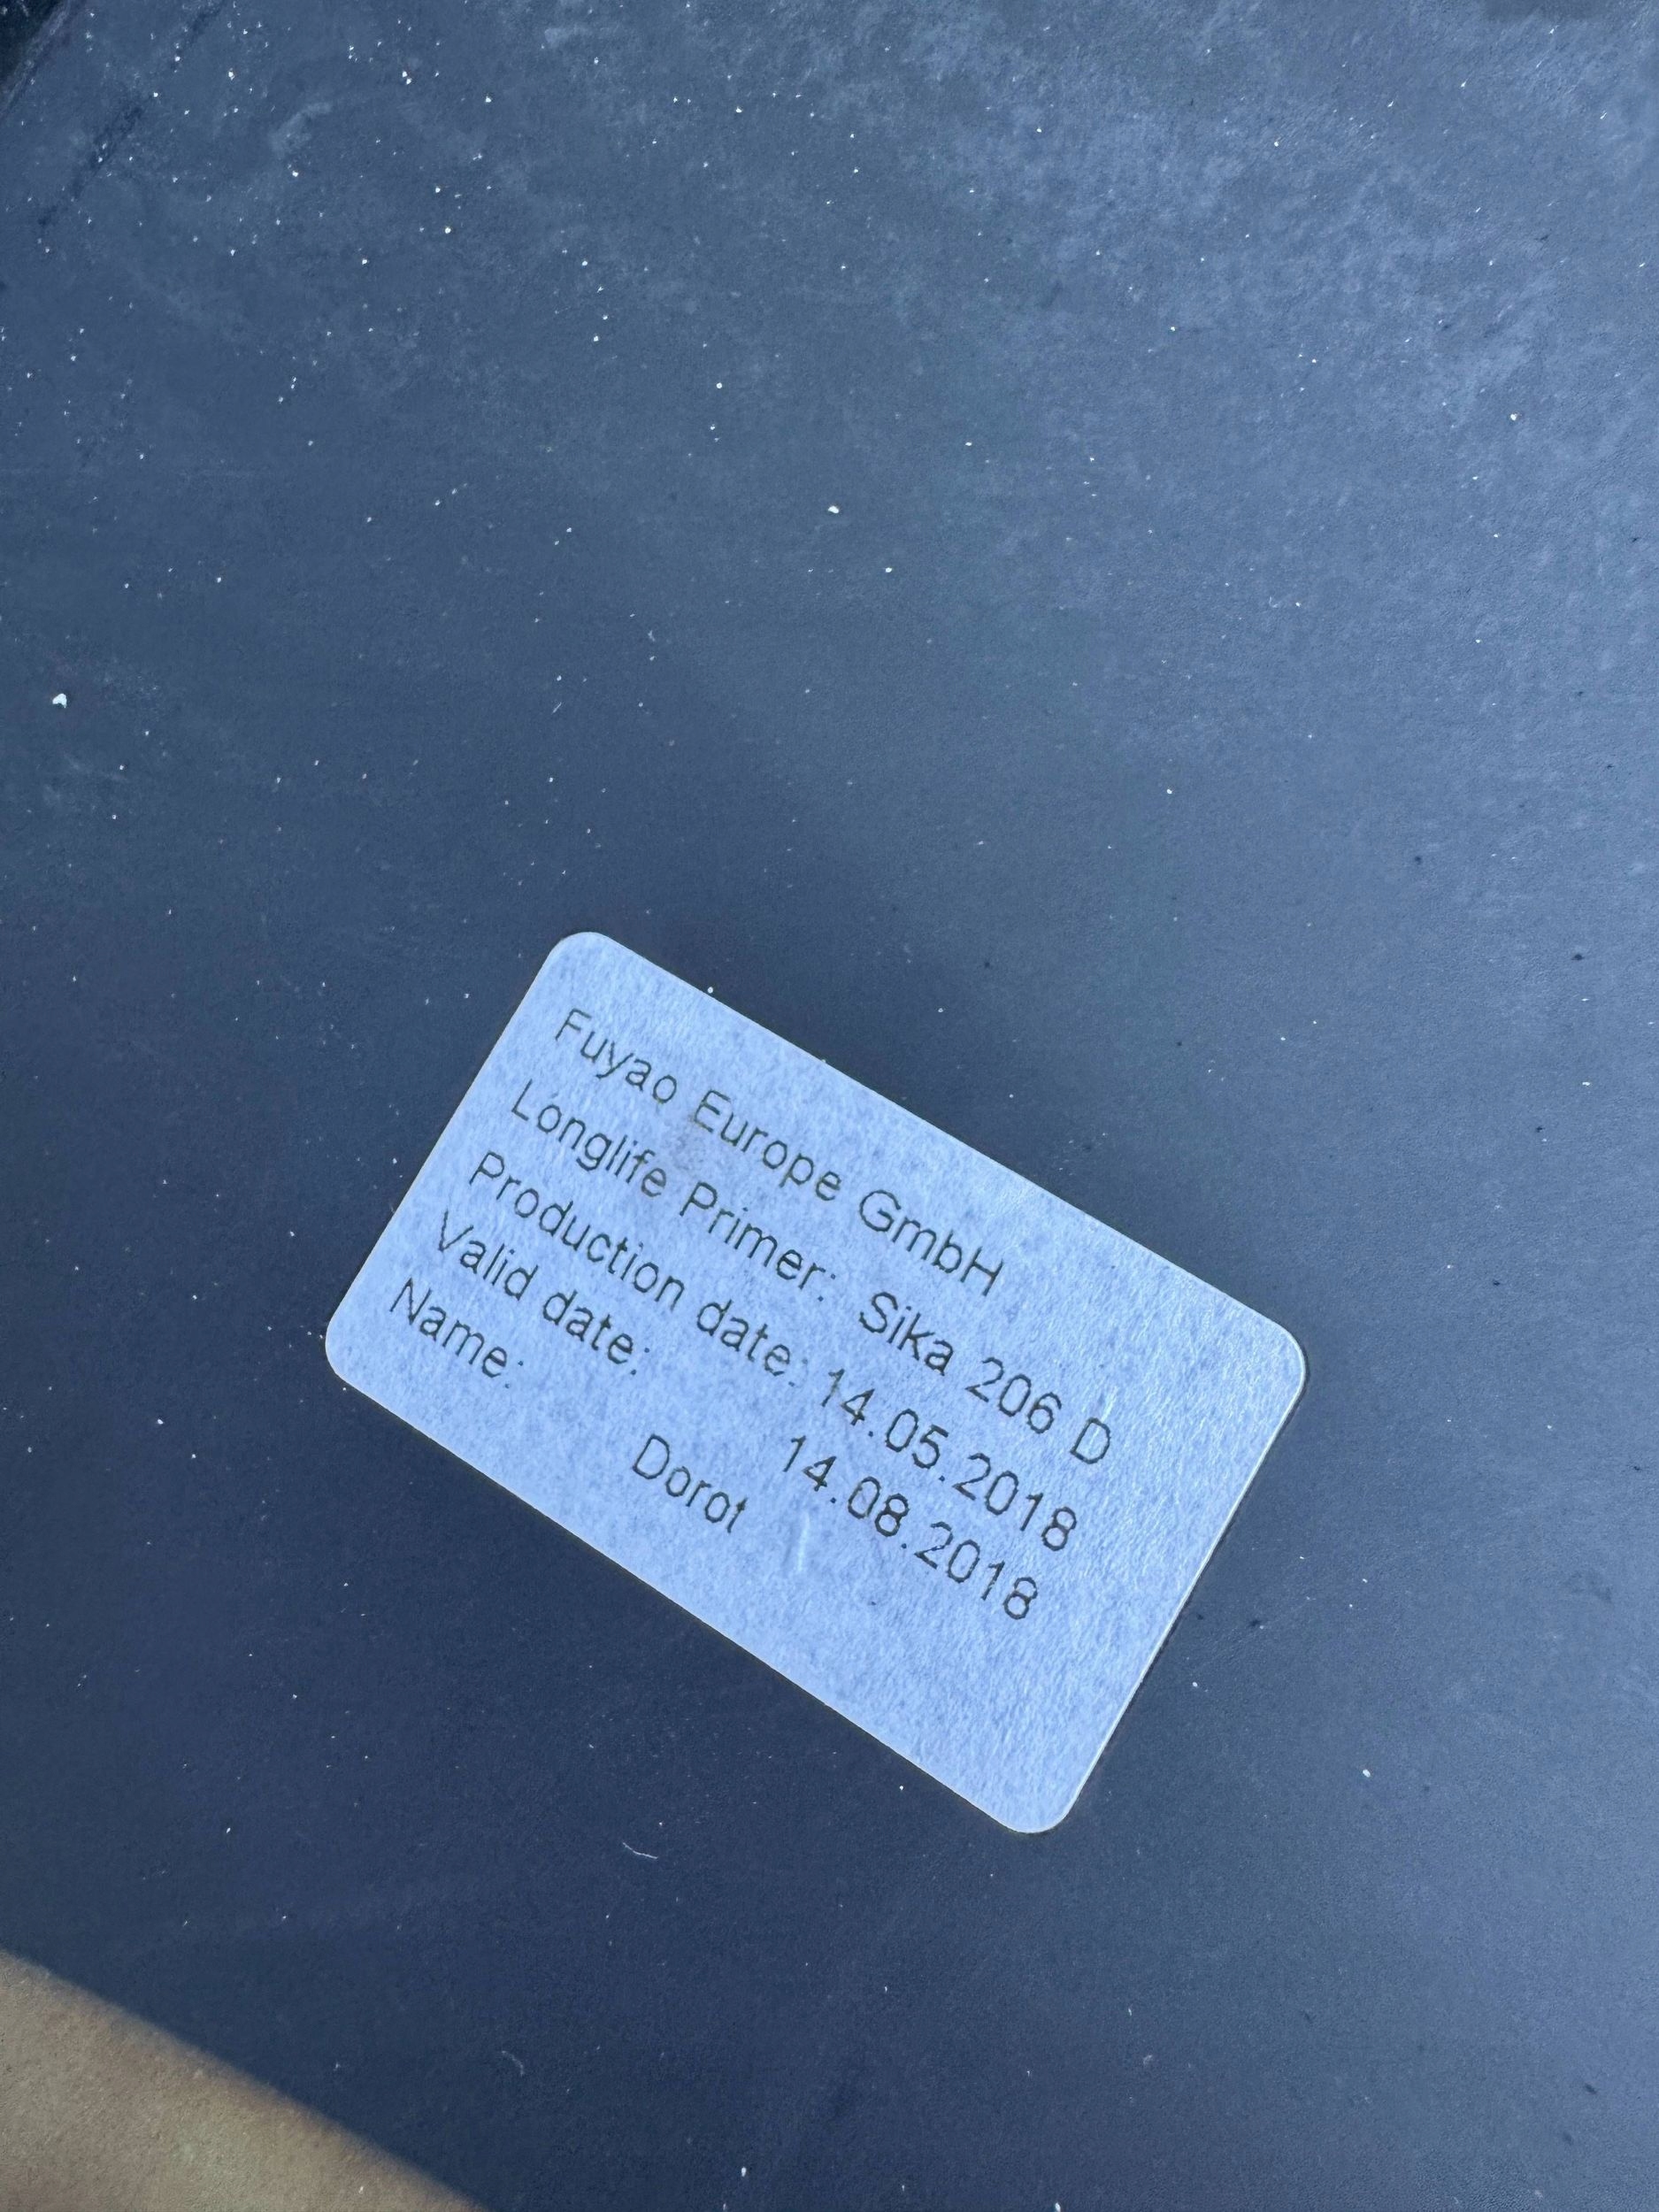 Fuyao Europe GmbH
Longlife Primer: Sika 206 D
Production date: 14.05.2018
Valid date: 14.08.2018
Name: Dorot